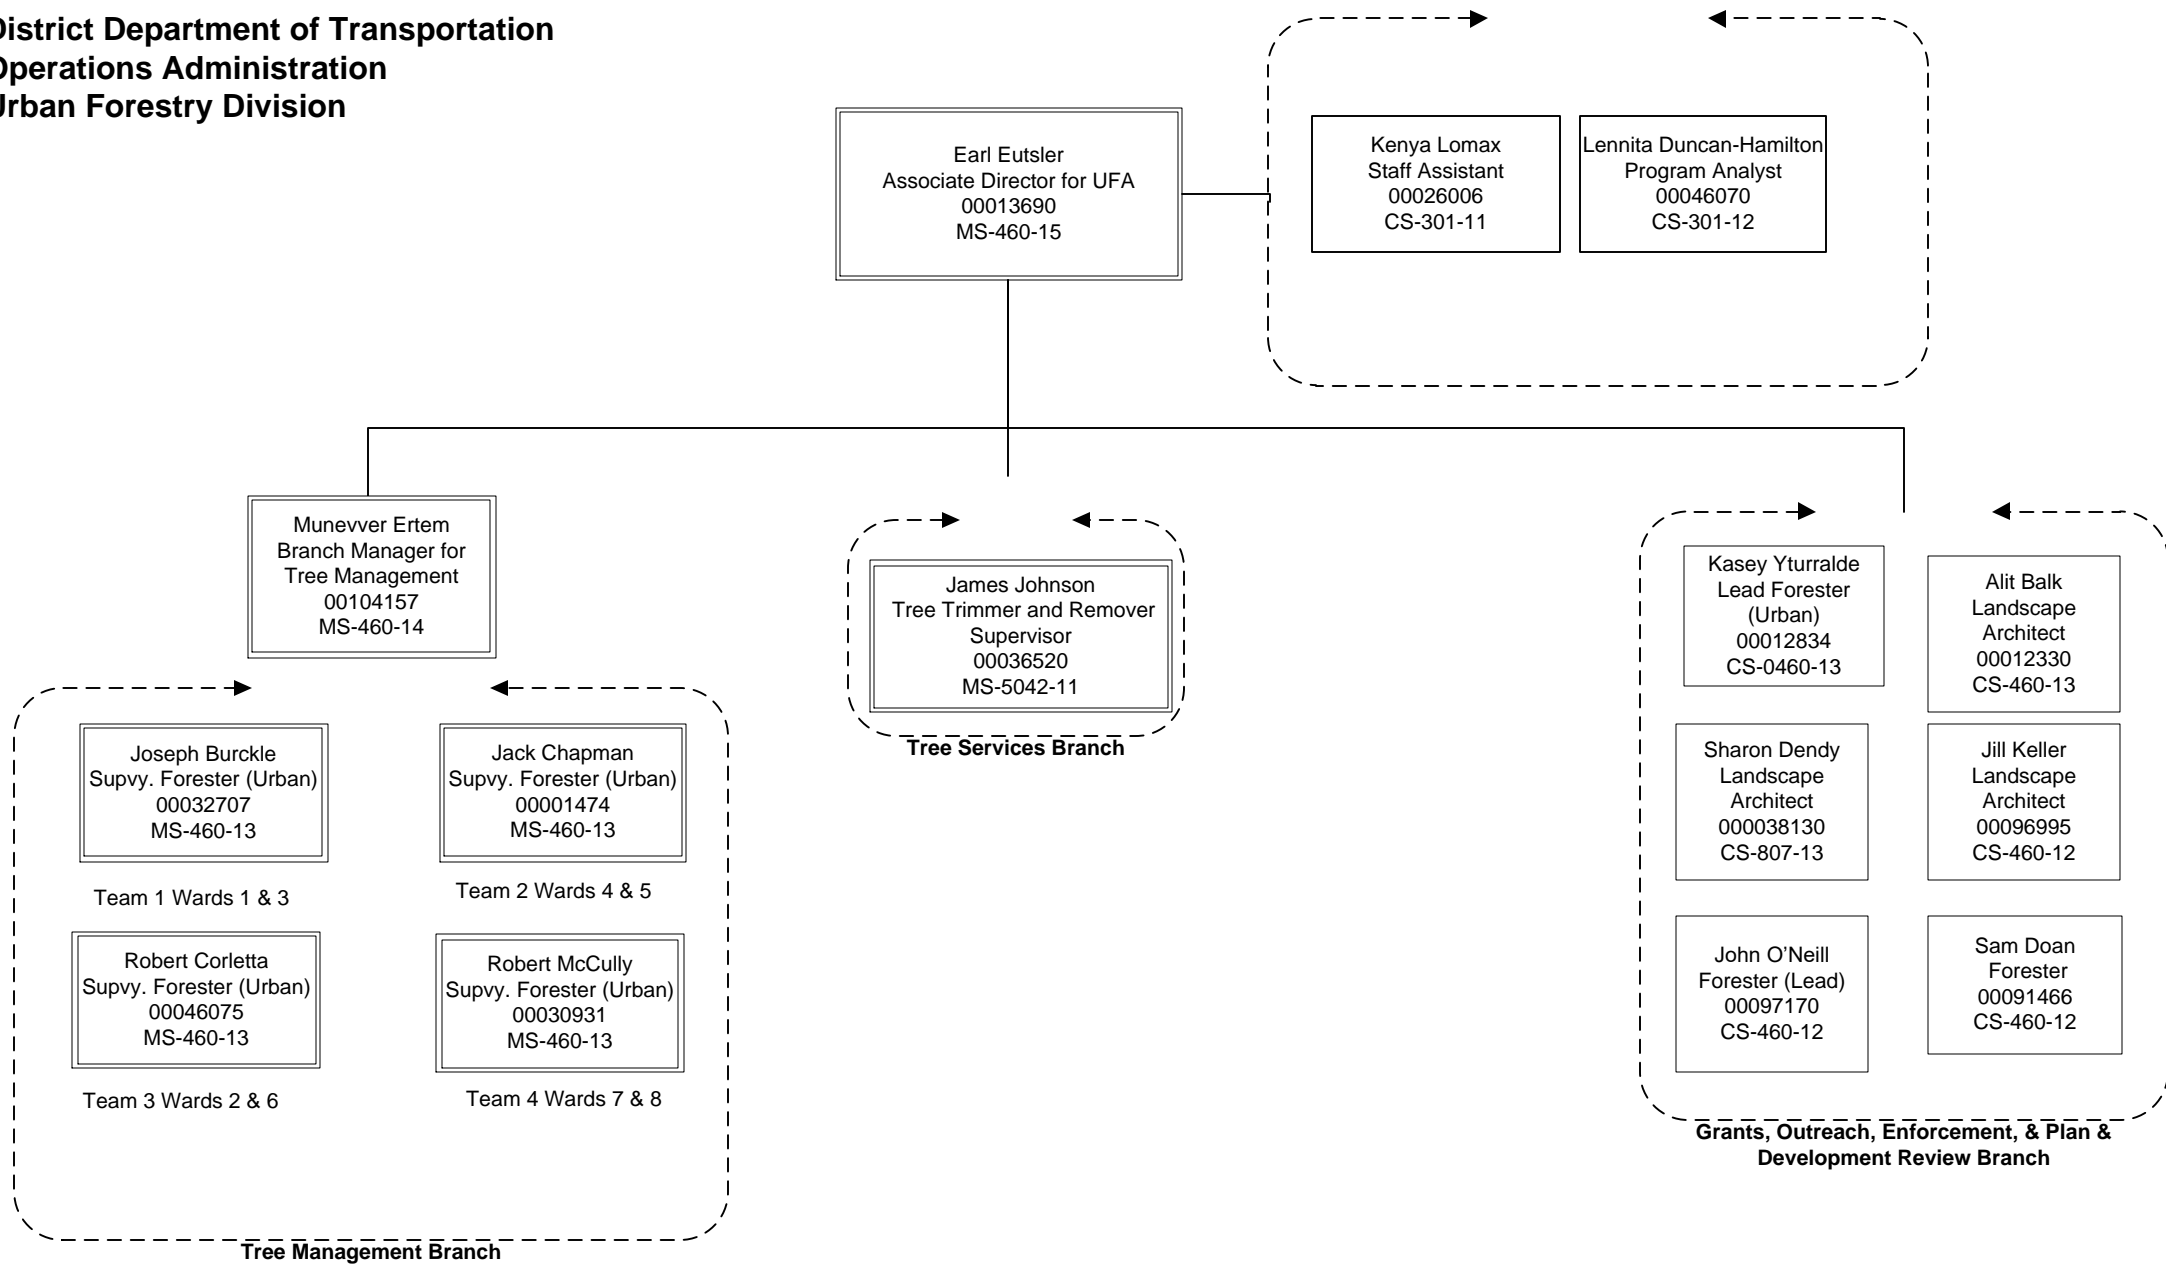 District Department of Transportation
Operations Administration
Urban Forestry Division
Earl Eutsler
Associate Director for UFA
00013690
MS-460-15
Kenya Lomax
Staff Assistant
00026006
CS-301-11
Lennita Duncan-Hamilton
Program Analyst
00046070
CS-301-12
Munevver Ertem
Branch Manager for
Tree Management
00104157
MS-460-14
Joseph Burckle
Supvy. Forester (Urban)
00032707
MS-460-13
Team 1 Wards 1 & 3
Jack Chapman
Supvy. Forester (Urban)
00001474
MS-460-13
Team 2 Wards 4 & 5
Robert Corletta
Supvy. Forester (Urban)
00046075
MS-460-13
Team 3 Wards 2 & 6
Robert McCully
Supvy. Forester (Urban)
00030931
MS-460-13
Team 4 Wards 7 & 8
Tree Management Branch
James Johnson
Tree Trimmer and Remover
Supervisor
00036520
MS-5042-11
Tree Services Branch
Kasey Yturralde
Lead Forester
(Urban)
00012834
CS-0460-13
Alit Balk
Landscape
Architect
00012330
CS-460-13
Sharon Dendy
Landscape
Architect
000038130
CS-807-13
Jill Keller
Landscape
Architect
00096995
CS-460-12
John O’Neill
Forester (Lead)
00097170
CS-460-12
Sam Doan
Forester
00091466
CS-460-12
Grants, Outreach, Enforcement, & Plan &
Development Review Branch